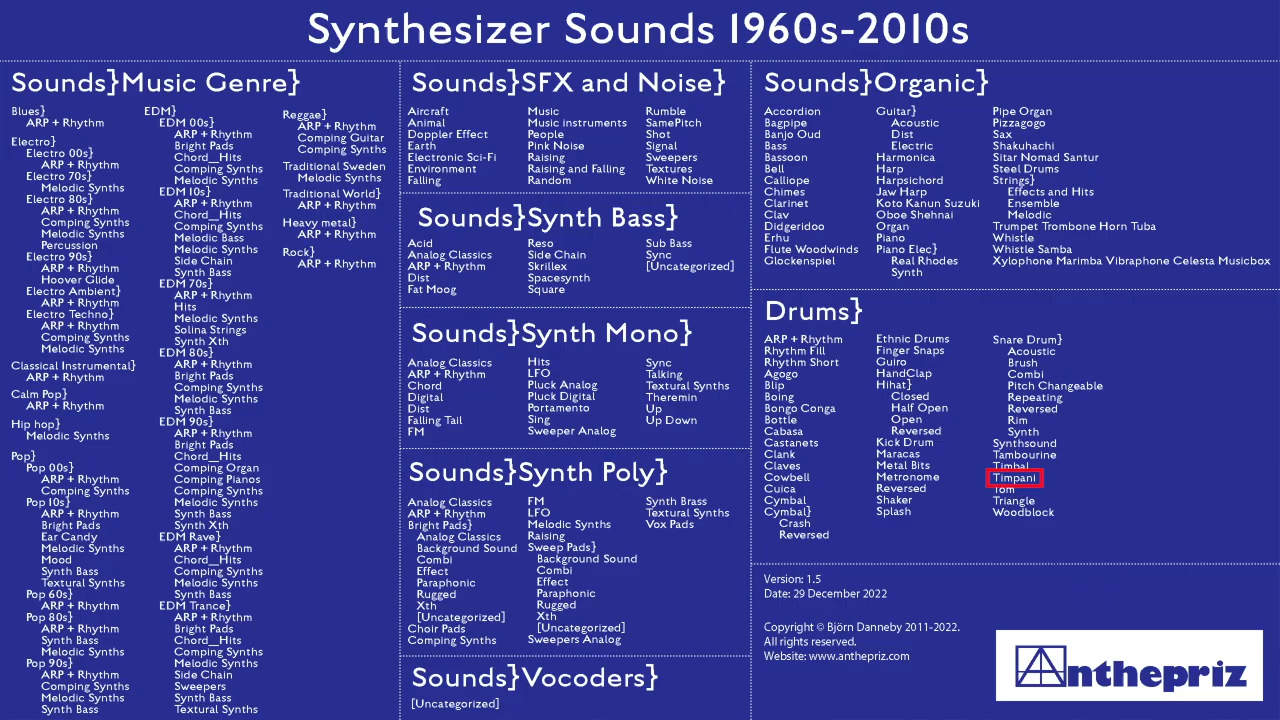 Synthesizer Sounds 1960s-2010s
Sounds}Music Genre}
Blues}
ARP + Rhythm
Electro}
Electro 00s}
ARP + Rhythm
Electro 70s}
Melodic Synths
Electro 80s}
ARP + Rhythm
Comping Synths
Melodic Synths
Percussion
Electro 90s}
ARP + Rhythm
Hoover Glide
Electro Ambient}
ARP + Rhythm
Electro Techno}
ARP + Rhythm
Comping Synths
Melodic Synths
Classical Instrumental}
ARP + Rhythm
Calm Pop}
ARP + Rhythm
Hip hop}
Melodic Synths
Pop}
Pop 00s}
ARP + Rhythm
Comping Synths
Pop 10s}
ARP + Rhythm
Bright Pads
Ear Candy
Melodic Synths
Mood
Synth Bass
Textural Synths
Pop 60s}
ARP + Rhythm
Pop 80s}
ARP + Rhythm
Synth Bass
Melodic Synths
Pop 90s}
ARP + Rhythm
Comping Synths
Melodic Synths
Synth Bass
EDM}
EDM 00s}
ARP + Rhythm
Bright Pads
Chord__Hits
Comping Synths
Melodic Synths
EDM 10s}
ARP + Rhythm
Chord__Hits
Comping Synths
Melodic Bass
Melodic Synths
Side Chain
Synth Bass
EDM 70s}
ARP + Rhythm
Hits
Melodic Synths
Solina Strings
Synth Xth
EDM 80s}
ARP + Rhythm
Bright Pads
Comping Synths
Melodic Synths
Synth Bass
EDM 90s}
ARP + Rhythm
Bright Pads
Chord__Hits
Comping Organ
Comping Pianos
Comping Synths
Melodic Synths
Side Chain
Synth Bass
Synth Xth
EDM Rave}
ARP + Rhythm
Chord__Hits
Comping Synths
Melodic Synths
Synth Bass
EDM Trance}
ARP + Rhythm
Bright Pads
Chord__Hits
Comping Synths
Melodic Synths
Side Chain
Sweepers
Synth Bass
Textural Synths
Reggae}
ARP + Rhythm
Comping Guitar
Comping Synths
Traditional Sweden
Melodic Synths
Traditional World}
ARP + Rhythm
Heavy metal}
ARP + Rhythm
Rock}
ARP + Rhythm
Sounds}SFX and Noise}
Aircraft
Animal
Doppler Effect
Earth
Electronic Sci-Fi
Environment
Falling
Music
Music instruments
People
Pink Noise
Raising
Raising and Falling
Random
Rumble
SamePitch
Shot
Signal
Sweepers
Textures
White Noise
Sounds}Synth Bass}
Acid
Analog Classics
ARP + Rhythm
Dist
Fat Moog
Reso
Side Chain
Skrillex
Spacesynth
Square
Sub Bass
Sync
[Uncategorized]
Sounds}Synth Mono}
Analog Classics
ARP + Rhythm
Chord
Digital
Dist
Falling Tail
FM
Hits
LFO
Pluck Analog
Pluck Digital
Portamento
Sing
Sweeper Analog
Sync
Talking
Textural Synths
Theremin
Up
Up Down
Sounds}Synth Poly}
Analog Classics
ARP + Rhythm
Bright Pads}
Analog Classics
Background Sound
Combi
Effect
Paraphonic
Rugged
Xth
[Uncategorized]
Choir Pads
Comping Synths
FM
LFO
Melodic Synths
Raising
Sweep Pads}
Background Sound
Combi
Effect
Paraphonic
Rugged
Xth
[Uncategorized]
Sweepers Analog
Synth Brass
Textural Synths
Vox Pads
Sounds}Vocoders}
[Uncategorized]
Sounds}Organic}
Accordion
Bagpipe
Banjo Oud
Bass
Bassoon
Bell
Calliope
Chimes
Clarinet
Clav
Didgeridoo
Erhu
Flute Woodwinds
Glockenspiel
Guitar}
Acoustic
Dist
Electric
Harmonica
Harp
Harpsichord
Jaw Harp
Koto Kanun Suzuki
Oboe Shehnai
Organ
Piano
Piano Elec}
Real Rhodes
Synth
Pipe Organ
Pizzagogo
Sax
Shakuhachi
Sitar Nomad Santur
Steel Drums
Strings}
Effects and Hits
Ensemble
Melodic
Trumpet Trombone Horn Tuba
Whistle
Whistle Samba
Xylophone Marimba Vibraphone Celesta Musicbox
Drums}
ARP + Rhythm
Rhythm Fill
Rhythm Short
Agogo
Blip
Boing
Bongo Conga
Bottle
Cabasa
Castanets
Clank
Claves
Cowbell
Cuica
Cymbal
Cymbal}
Crash
Reversed
Ethnic Drums
Finger Snaps
Guiro
HandClap
Hihat}
Closed
Half Open
Open
Reversed
Kick Drum
Maracas
Metal Bits
Metronome
Reversed
Shaker
Splash
Snare Drum}
Acoustic
Brush
Combi
Pitch Changeable
Repeating
Reversed
Rim
Synth
Synthsound
Tambourine
Timbal
Timpani
Tom
Triangle
Woodblock
Version: 1.5
Date: 29 December 2022
Copyright © Björn Danneby 2011-2022.
All rights reserved.
Website: www.anthepriz.com
Anthepriz